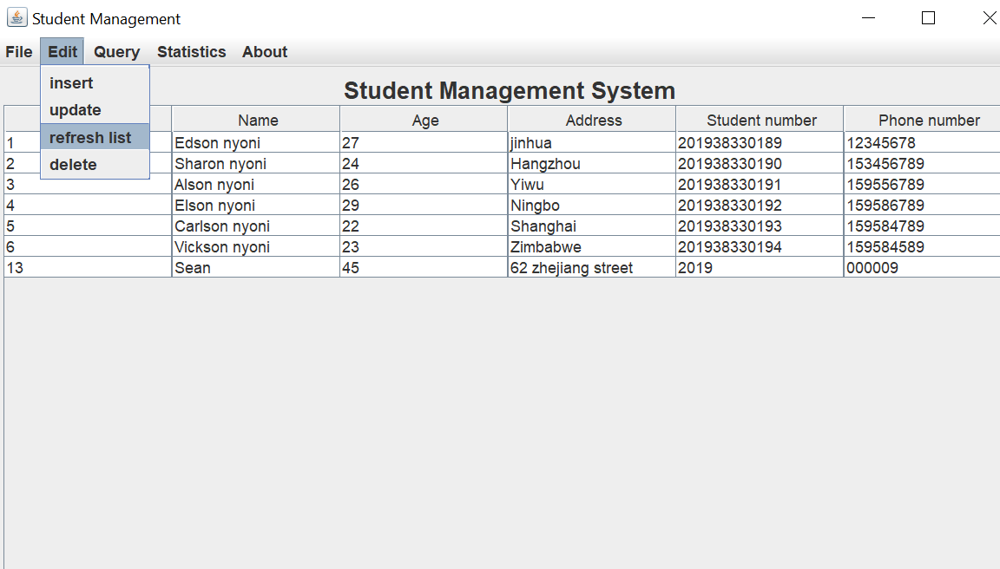 Student Management
File Edit Query Statistics About
insert
update
refresh list
delete
Student Management System
Name Age Address Student number Phone number
1 Edson nyoni 27 jinhua 201938330189 12345678
2 Sharon nyoni 24 Hangzhou 201938330190 153456789
3 Alson nyoni 26 Yiwu 201938330191 159556789
4 Elson nyoni 29 Ningbo 201938330192 159586789
5 Carlson nyoni 22 Shanghai 201938330193 159584789
6 Vickson nyoni 23 Zimbabwe 201938330194 159584589
13 Sean 45 62 zhejiang street 2019 000009